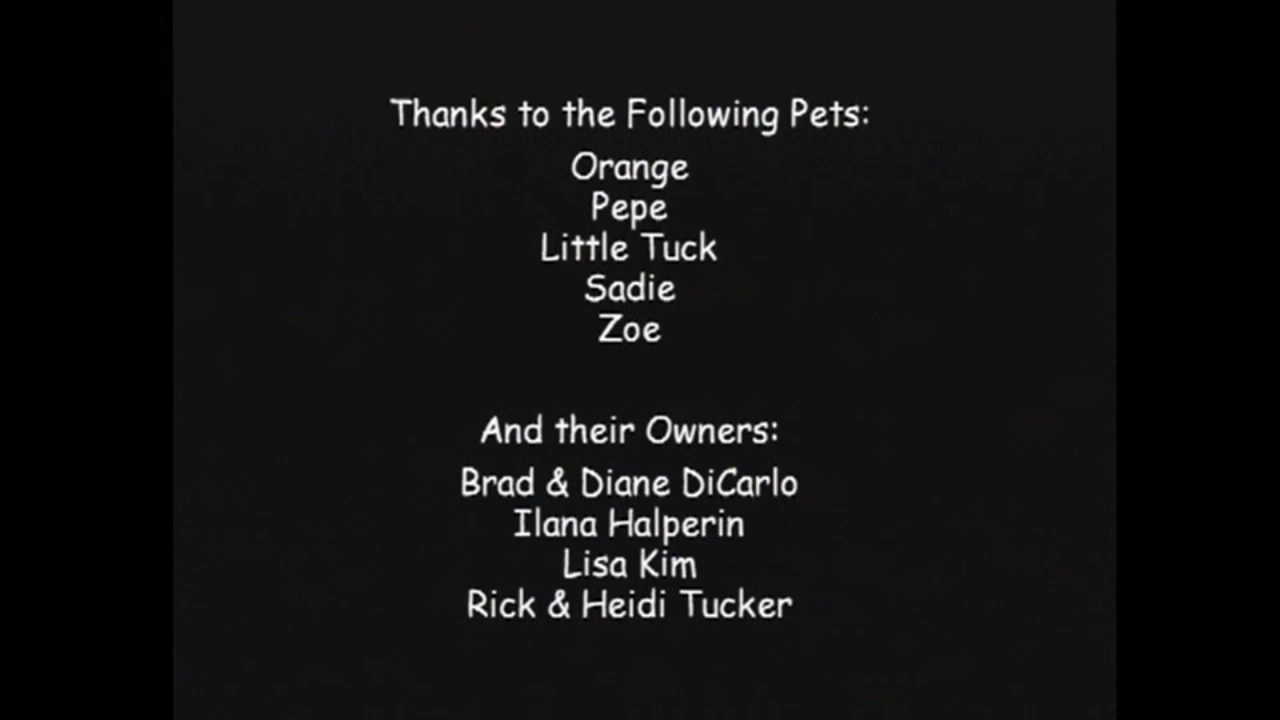 Thanks to the Following Pets:
Orange
Pepe
Little Tuck
Sadie
Zoe
And their Owners:
Brad & Diane DiCarlo
Ilana Halperin
Lisa Kim
Rick & Heidi Tucker